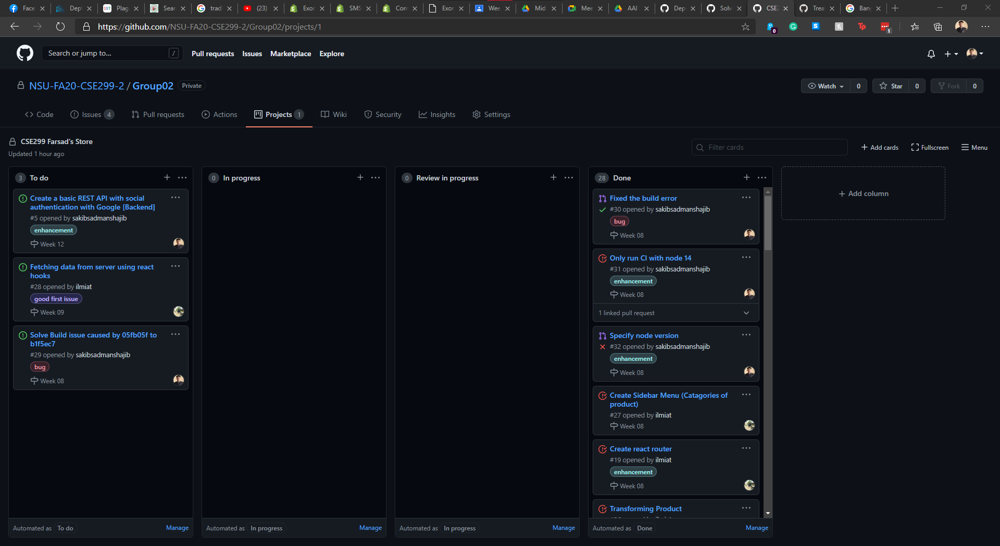 Face
Dept
Plag
Sear
tradi
(23)
Exor
SMS
Con
Exor
Wee
Mid
Mee
AAI
Dep
Solv
CSE
Trea
Bang
https://github.com/NSU-FA20-CSE299-2/Group02/projects/1
0
1
Search or jump to...
/
Pull requests
Issues
Marketplace
Explore
NSU-FA20-CSE299-2 / Group02
Private
Watch
0
Star
0
Fork
0
Code
Issues 4
Pull requests
Actions
Projects 1
Wiki
Security
Insights
Settings
CSE299 Farsad's Store
Updated 1 hour ago
Filter cards
Add cards
Fullscreen
Menu
3 To do
Create a basic REST API with social
authentication with Google [Backend]
#5 opened by sakibsadmanshajib
enhancement
Week 12
Fetching data from server using react
hooks
#28 opened by ilmiat
good first issue
Week 09
Solve Build issue caused by 05fb05f to
b1f5ec7
#29 opened by sakibsadmanshajib
bug
Week 08
Automated as To do
Manage
0 In progress
Automated as In progress
Manage
0 Review in progress
Automated as In progress
Manage
28 Done
Fixed the build error
#30 opened by sakibsadmanshajib
bug
Week 08
Only run CI with node 14
#31 opened by sakibsadmanshajib
enhancement
Week 08
1 linked pull request
Specify node version
#32 opened by sakibsadmanshajib
enhancement
Week 08
Create Sidebar Menu (Catagories of
product)
#27 opened by ilmiat
Week 08
Create react router
#19 opened by ilmiat
enhancement
Week 08
Transforming Product
Automated as Done
Manage
Add column